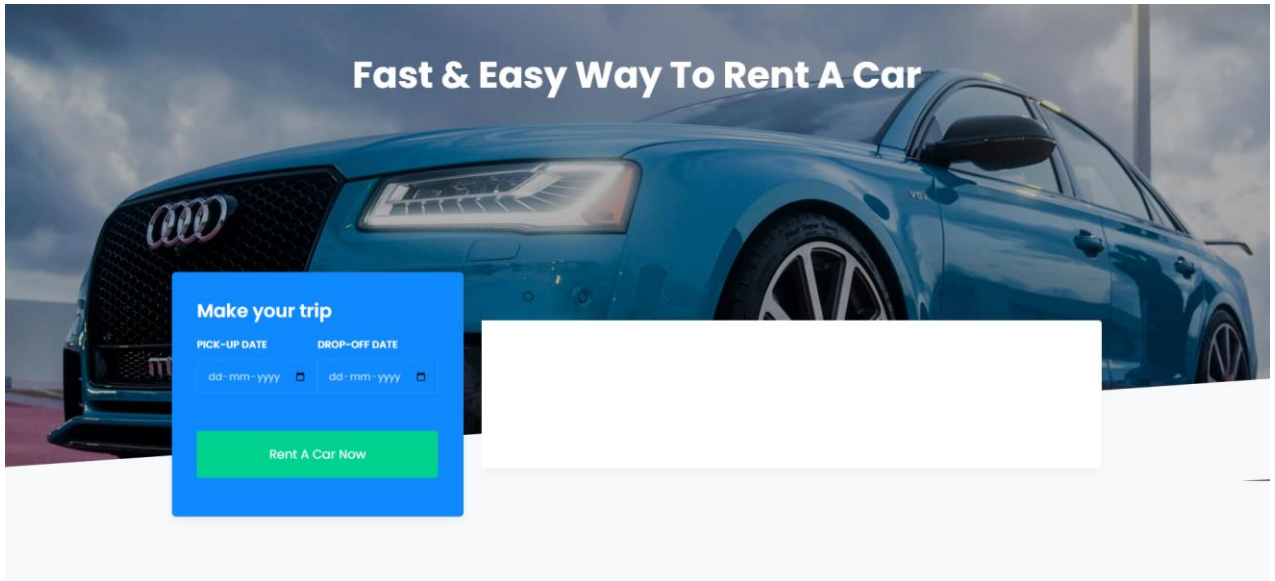 Fast & Easy Way To Rent A Car
V8T
Make your trip
PICK-UP DATE DROP-OFF DATE
dd-mm-yyyy dd-mm-yyyy
Rent A Car Now